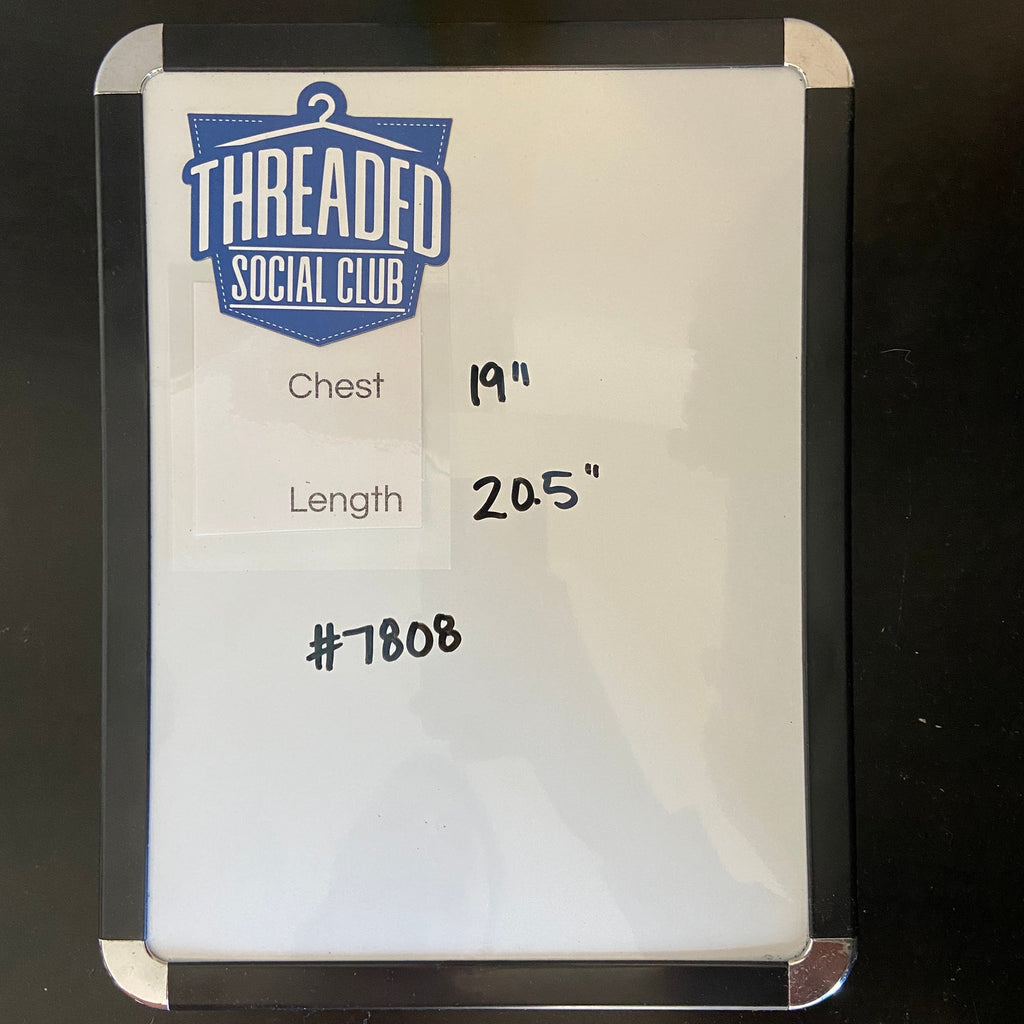 THREADED
SOCIAL CLUB
Chest 19"
Length 20.5"
#7808